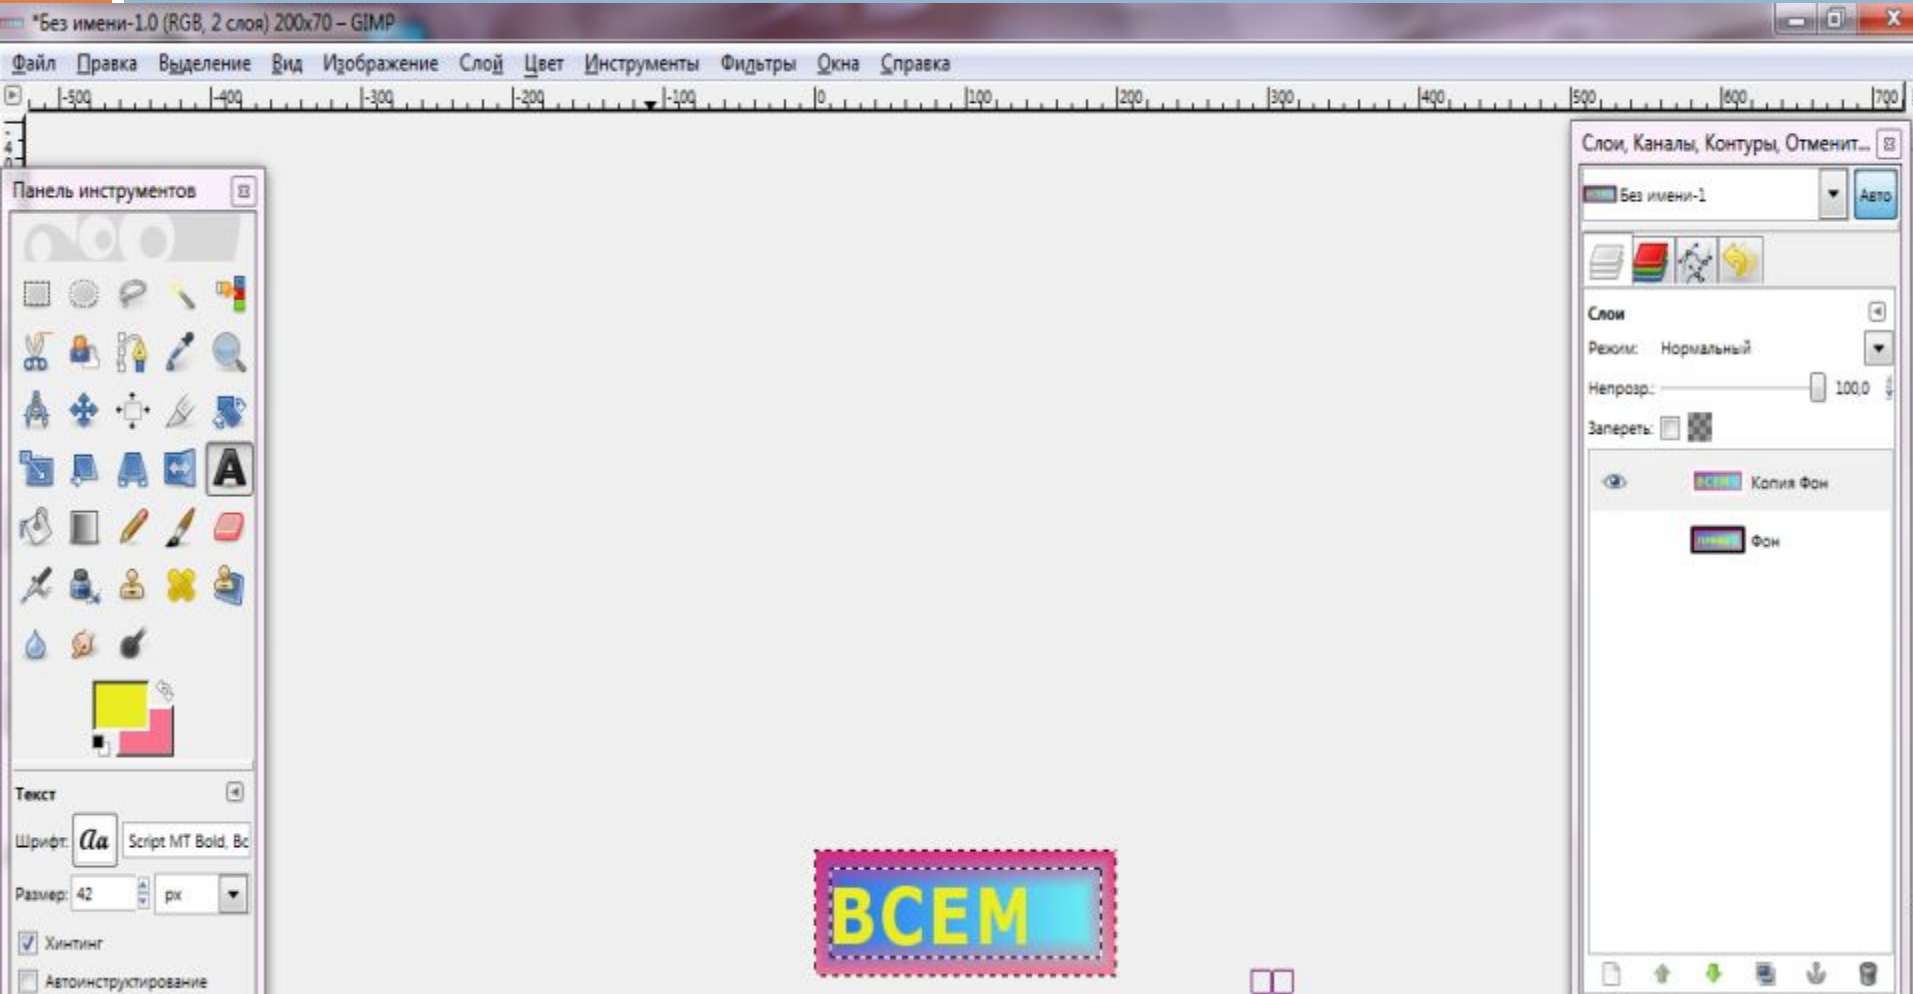 *Без имени-1.0 (RGB, 2 слоя) 200x70 – GIMP
Файл Правка Выделение Вид Изображение Слой Цвет Инструменты Фильтры Окна Справка
-500 -400 -300 -200 -100 0 100 200 300 400 500 600 700
-40
Панель инструментов
Текст
Шрифт: Aa Script MT Bold, Bc
Размер: 42 px
Хинтинг
Автоинструктирование
ВСЕМ
Слои, Каналы, Контуры, Отменит...
Без имени-1 Авто
Слои
Режим: Нормальный
Непрозр.: 100,0
Запереть:
ВСЕМ Копия Фон
Фон